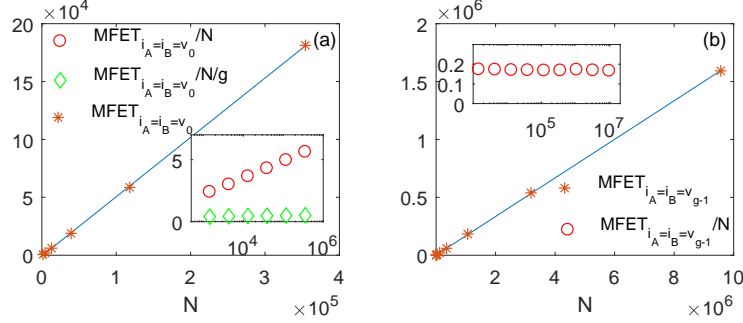 ×10⁴
20
15
10
5
0
0 1 2 3 4
N
×10⁵
(a)
MFET_{i_A=i_B=v_0}/N
MFET_{i_A=i_B=v_0}/N/g
MFET_{i_A=i_B=v_0}
5
0
10⁴ 10⁶
×10⁶
2
1.5
1
0.5
0
0 2 4 6 8 10
N
×10⁶
(b)
0.2
0.1
0
10⁵ 10⁷
MFET_{i_A=i_B=v_{g-1}}
MFET_{i_A=i_B=v_{g-1}}/N